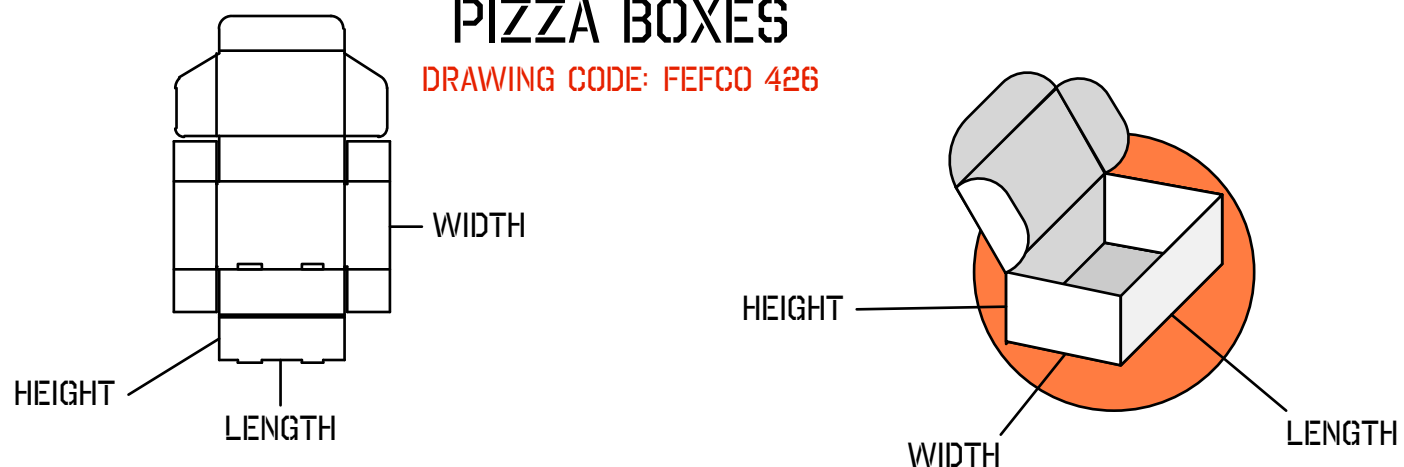 PIZZA BOXES
DRAWING CODE: FEFCO 426
WIDTH
HEIGHT
LENGTH
HEIGHT
WIDTH
LENGTH